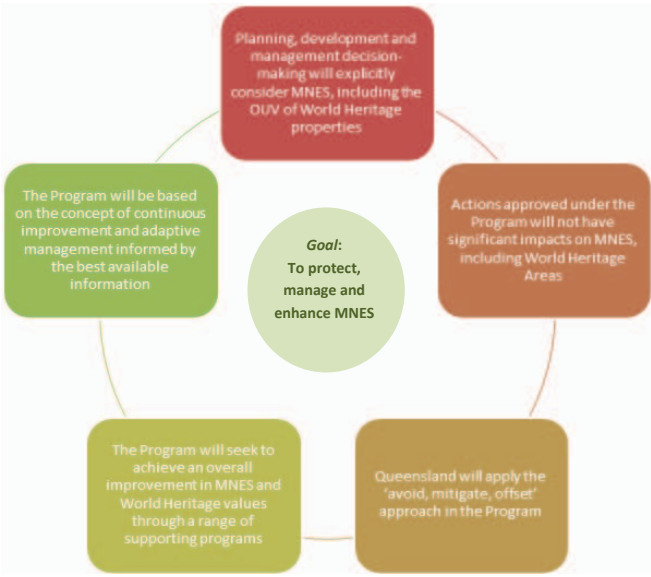 Planning, development and
management decision-
making will explicitly
consider MNES, including the
OUV of World Heritage
properties
Actions approved under the
Program will not have
significant impacts on MNES,
including World Heritage
Areas
Queensland will apply the
‘avoid, mitigate, offset’
approach in the Program
The Program will seek to
achieve an overall
improvement in MNES and
World Heritage values
through a range of
supporting programs
The Program will be based
on the concept of continuous
improvement and adaptive
management informed by
the best available
information
Goal:
To protect,
manage and
enhance MNES